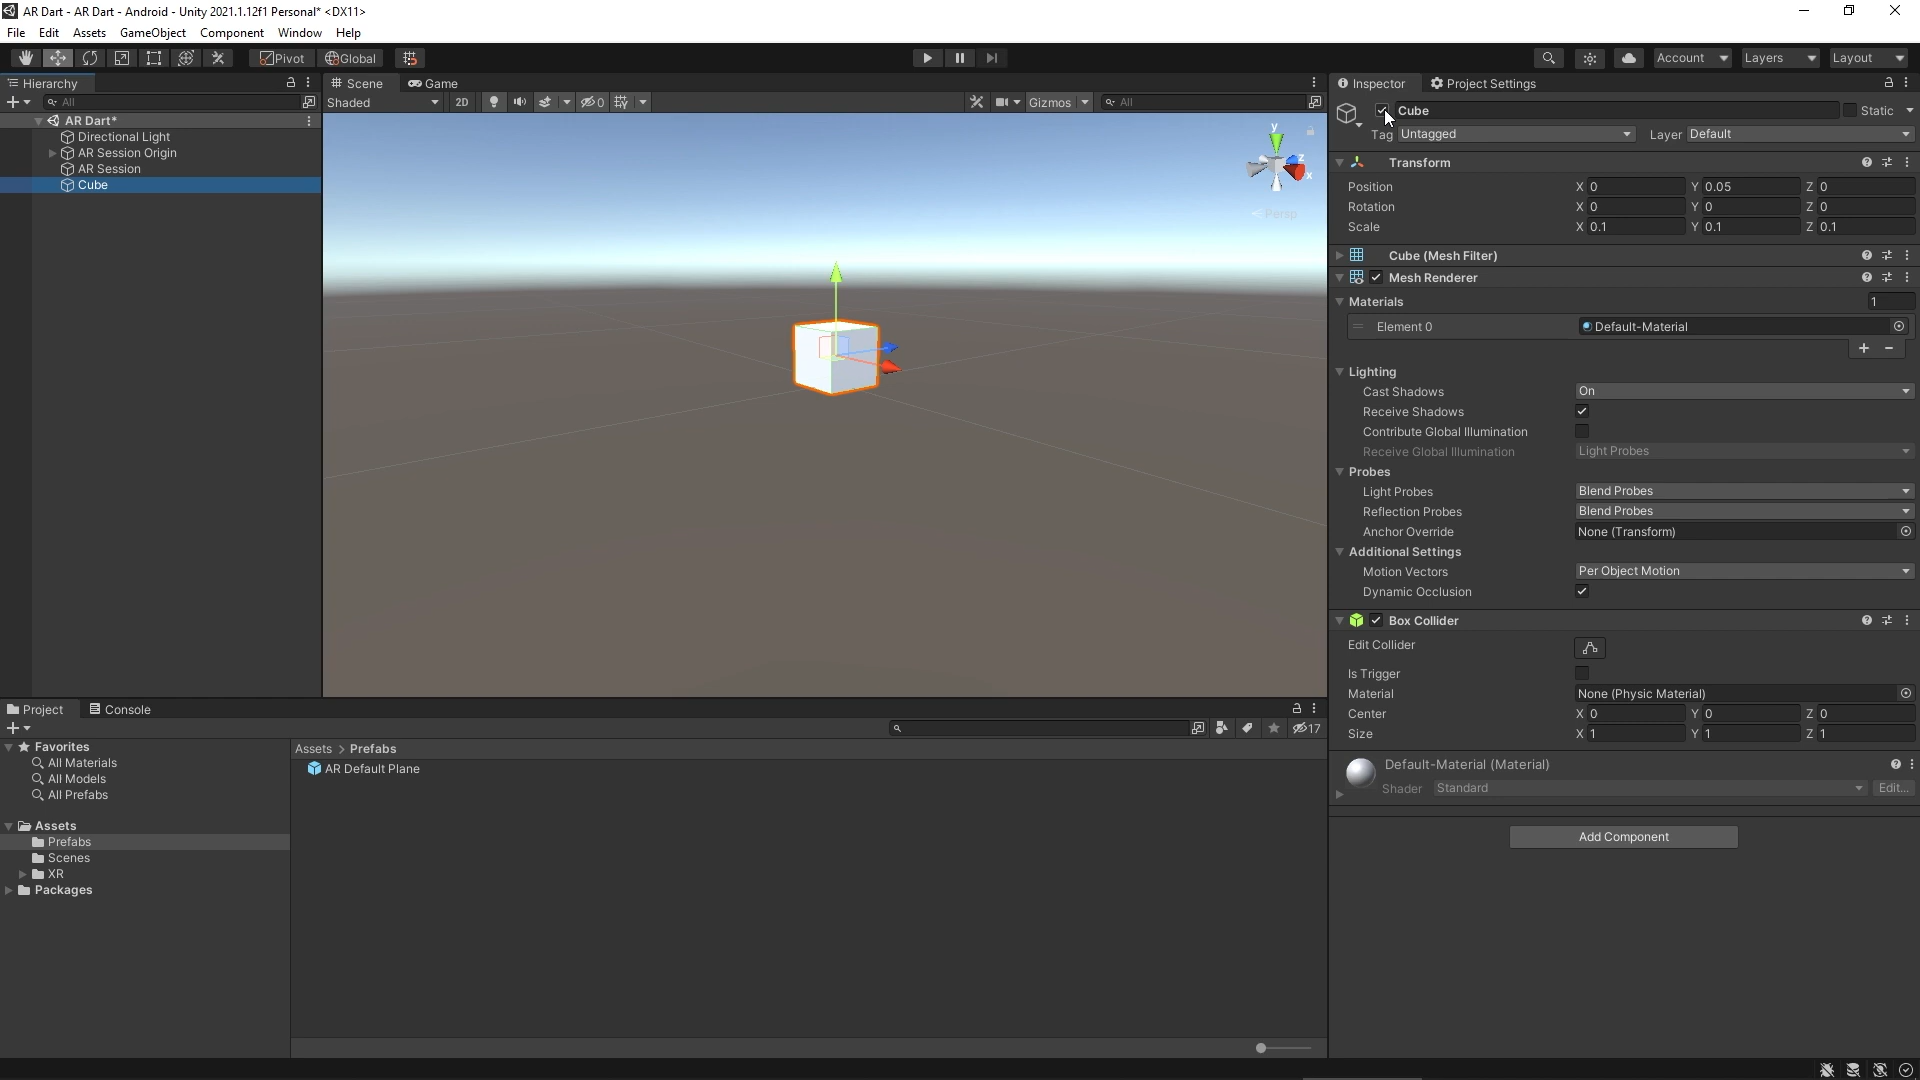 AR Dart - AR Dart - Android - Unity 2021.1.12f1 Personal* <DX11>
File Edit Assets GameObject Component Window Help
Pivot Global Account Layers Layout
Hierarchy
All
AR Dart*
Directional Light
AR Session Origin
AR Session
Cube
Scene Game
Shaded 2D 0 Gizmos All
y
z
x
Persp
Inspector Project Settings
Cube Static
Tag Untagged Layer Default
Transform
Position X 0 Y 0.05 Z 0
Rotation X 0 Y 0 Z 0
Scale X 0.1 Y 0.1 Z 0.1
Cube (Mesh Filter)
Mesh Renderer
Materials 1
Element 0 Default-Material
Lighting
Cast Shadows On
Receive Shadows
Contribute Global Illumination
Receive Global Illumination Light Probes
Probes
Light Probes Blend Probes
Reflection Probes Blend Probes
Anchor Override None (Transform)
Additional Settings
Motion Vectors Per Object Motion
Dynamic Occlusion
Box Collider
Edit Collider
Is Trigger
Material None (Physic Material)
Center X 0 Y 0 Z 0
Size X 1 Y 1 Z 1
Default-Material (Material)
Shader Standard Edit...
Add Component
Project Console
17
Favorites
All Materials
All Models
All Prefabs
Assets
Prefabs
Scenes
XR
Packages
Assets > Prefabs
AR Default Plane